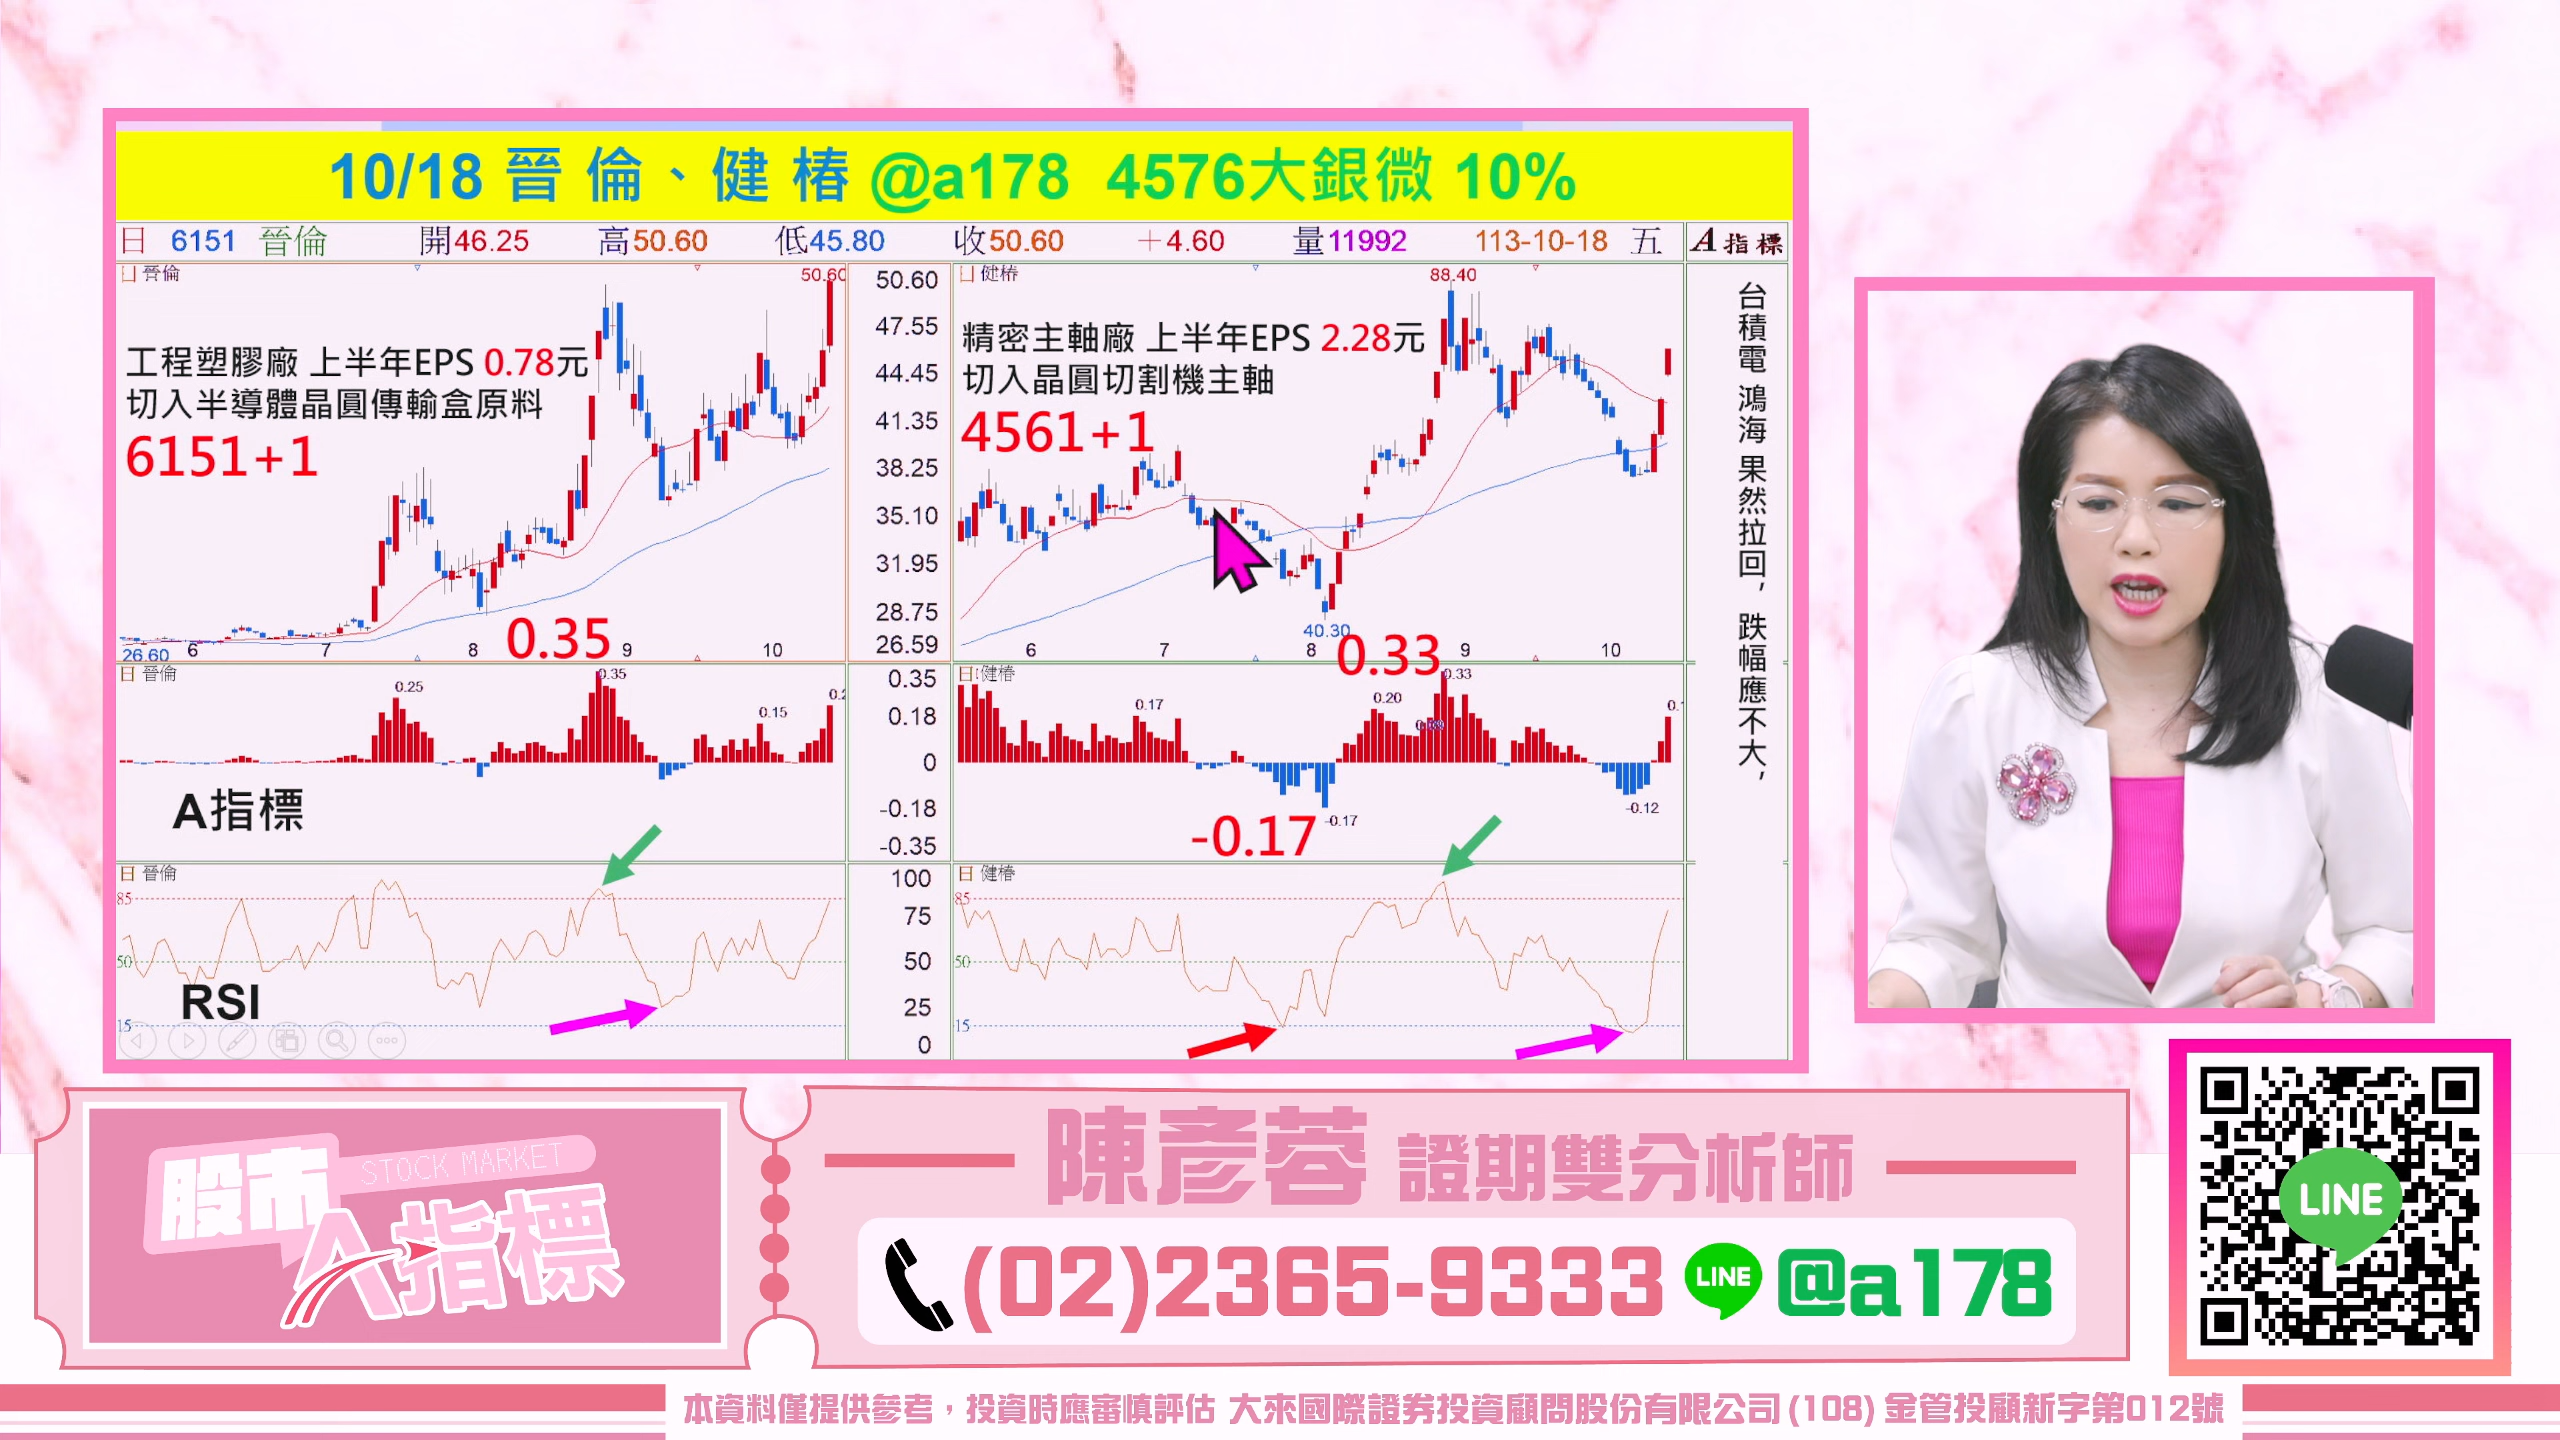 10/18 晉 倫、健 椿 @a178 4576大銀微 10%
日 6151 晉倫 開46.25 高50.60 低45.80 收50.60 +4.60 量11992 113-10-18 五 A指標
日 晉倫
50.60
工程塑膠廠 上半年EPS 0.78元
切入半導體晶圓傳輸盒原料
6151+1
26.60
6 7 8 9 10
0.35
50.60
47.55
44.45
41.35
38.25
35.10
31.95
28.75
26.59
日 健椿
88.40
精密主軸廠 上半年EPS 2.28元
切入晶圓切割機主軸
4561+1
40.30
6 7 8 9 10
0.33
台積電 鴻海 果然拉回, 跌幅應不大,
日 晉倫
0.25
0.35
0.15
A指標
0.35
0.18
0
-0.18
-0.35
日 健椿
0.17
0.20
0.33
-0.17
-0.17
-0.12
日 晉倫
85
50
15
RSI
100
75
50
25
0
日 健椿
85
50
15
股市
STOCK MARKET
A指標
陳彥蓉 證期雙分析師
(02)2365-9333 LINE @a178
LINE
本資料僅提供參考，投資時應審慎評估 大來國際證券投資顧問股份有限公司 (108) 金管投顧新字第012號